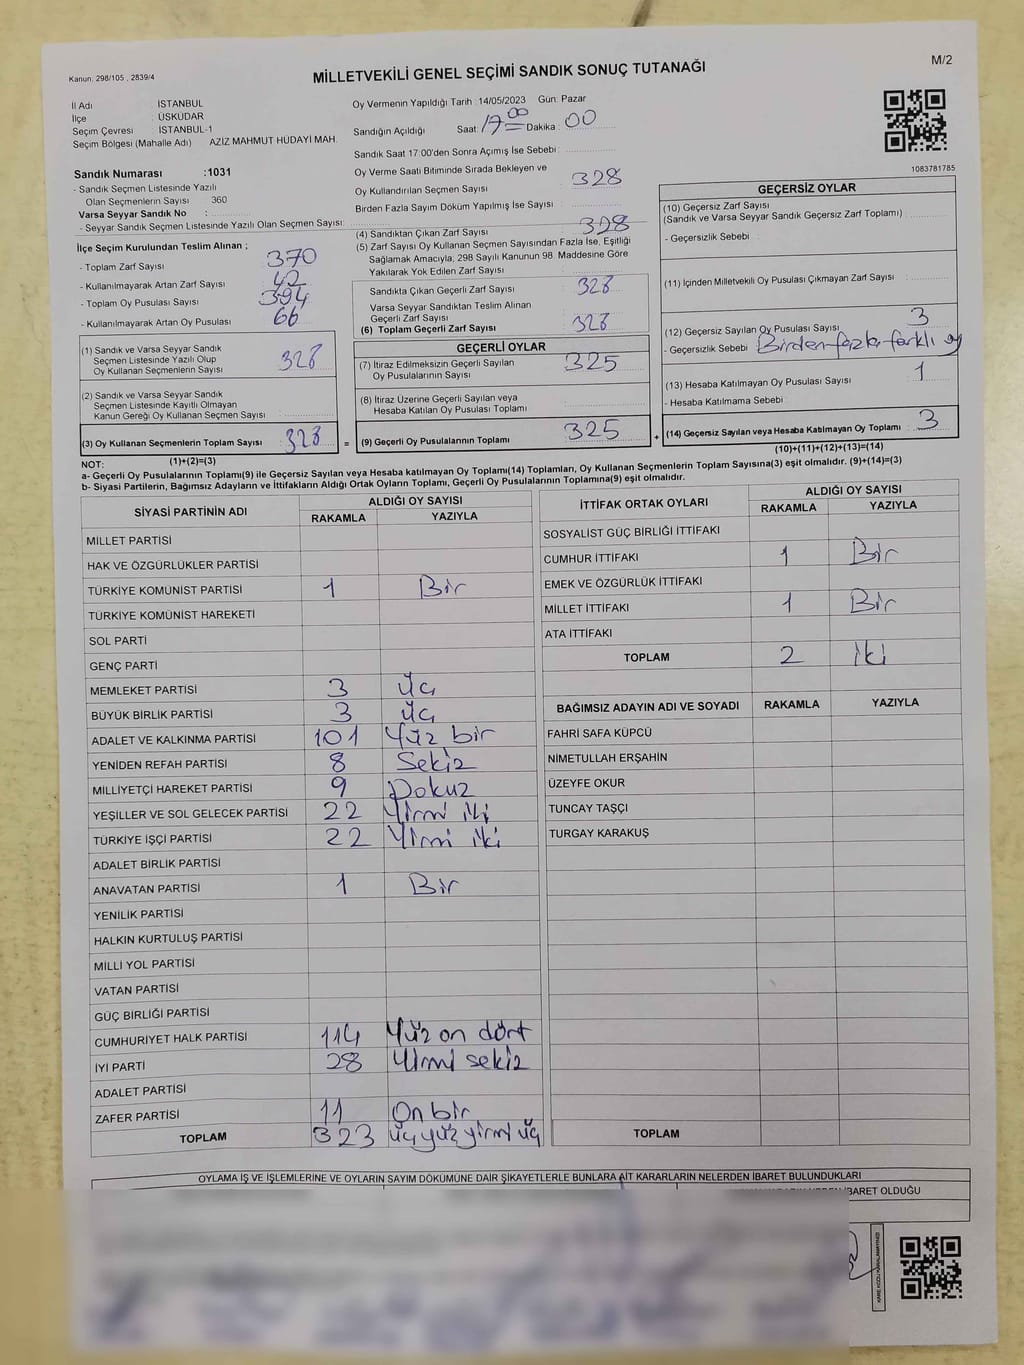 Kanun: 298/105 , 2839/4
MİLLETVEKİLİ GENEL SEÇİMİ SANDIK SONUÇ TUTANAĞI
M/2
İl Adı İSTANBUL
İlçe ÜSKÜDAR
Seçim Çevresi İSTANBUL-1
Seçim Bölgesi (Mahalle Adı) AZİZ MAHMUT HÜDAYİ MAH.
Oy Vermenin Yapıldığı Tarih : 14/05/2023 Gün: Pazar
Sandığın Açıldığı Saat: 17:00 Dakika : 00
Sandık Saat 17:00'den Sonra Açımış İse Sebebi :
1083781785
Sandık Numarası :1031
- Sandık Seçmen Listesinde Yazılı
Olan Seçmenlerin Sayısı 360
Varsa Seyyar Sandık No :
- Seyyar Sandık Seçmen Listesinde Yazılı Olan Seçmen Sayısı:
Oy Verme Saati Bitiminde Sırada Bekleyen ve
Oy Kullandırılan Seçmen Sayısı 328
Birden Fazla Sayım Döküm Yapılmış İse Sayısı :
İlçe Seçim Kurulundan Teslim Alınan ;
- Toplam Zarf Sayısı 370
- Kullanılmayarak Artan Zarf Sayısı 42
- Toplam Oy Pusulası Sayısı 394
- Kullanılmayarak Artan Oy Pusulası 66
(4) Sandıktan Çıkan Zarf Sayısı 328
(5) Zarf Sayısı Oy Kullanan Seçmen Sayısından Fazla İse, Eşitliği
Sağlamak Amacıyla; 298 Sayılı Kanunun 98. Maddesine Göre
Yakılarak Yok Edilen Zarf Sayısı
Sandıkta Çıkan Geçerli Zarf Sayısı 328
Varsa Seyyar Sandıktan Teslim Alınan
Geçerli Zarf Sayısı
(6) Toplam Geçerli Zarf Sayısı 328
(1) Sandık ve Varsa Seyyar Sandık
Seçmen Listesinde Yazılı Olup
Oy Kullanan Seçmenlerin Sayısı 328
(2) Sandık ve Varsa Seyyar Sandık
Seçmen Listesinde Kayıtlı Olmayan
Kanun Gereği Oy Kullanan Seçmen Sayısı :
(3) Oy Kullanan Seçmenlerin Toplam Sayısı 328
(1)+(2)=(3)
=
GEÇERLİ OYLAR
(7) İtiraz Edilmeksizin Geçerli Sayılan
Oy Pusulalarının Sayısı 325
(8) İtiraz Üzerine Geçerli Sayılan veya
Hesaba Katılan Oy Pusulası Toplamı
(9) Geçerli Oy Pusulalarının Toplamı 325
+
GEÇERSİZ OYLAR
(10) Geçersiz Zarf Sayısı
(Sandık ve Varsa Seyyar Sandık Geçersiz Zarf Toplamı)
- Geçersizlik Sebebi :
(11) İçinden Milletvekili Oy Pusulası Çıkmayan Zarf Sayısı
(12) Geçersiz Sayılan Oy Pusulası Sayısı 3
- Geçersizlik Sebebi Birden fazla farklı oy
(13) Hesaba Katılmayan Oy Pusulası Sayısı 1
- Hesaba Katılmama Sebebi
(14) Geçersiz Sayılan veya Hesaba Katılmayan Oy Toplamı : 3
(10)+(11)+(12)+(13)=(14)
NOT:
a- Geçerli Oy Pusulalarının Toplamı(9) ile Geçersiz Sayılan veya Hesaba katılmayan Oy Toplamı(14) Toplamları, Oy Kullanan Seçmenlerin Toplam Sayısına(3) eşit olmalıdır. (9)+(14)=(3)
b- Siyasi Partilerin, Bağımsız Adayların ve İttifakların Aldığı Ortak Oyların Toplamı, Geçerli Oy Pusulalarının Toplamına(9) eşit olmalıdır.
SİYASİ PARTİNİN ADI ALDIĞI OY SAYISI
RAKAMLA YAZIYLA
MİLLET PARTİSİ
HAK VE ÖZGÜRLÜKLER PARTİSİ
TÜRKİYE KOMÜNİST PARTİSİ 1 Bir
TÜRKİYE KOMÜNİST HAREKETİ
SOL PARTİ
GENÇ PARTİ
MEMLEKET PARTİSİ 3 üç
BÜYÜK BİRLİK PARTİSİ 3 üç
ADALET VE KALKINMA PARTİSİ 101 Yüz bir
YENİDEN REFAH PARTİSİ 8 Sekiz
MİLLİYETÇİ HAREKET PARTİSİ 9 Dokuz
YEŞİLLER VE SOL GELECEK PARTİSİ 22 Yirmi iki
TÜRKİYE İŞÇİ PARTİSİ 22 Yirmi iki
ADALET BİRLİK PARTİSİ
ANAVATAN PARTİSİ 1 Bir
YENİLİK PARTİSİ
HALKIN KURTULUŞ PARTİSİ
MİLLİ YOL PARTİSİ
VATAN PARTİSİ
GÜÇ BİRLİĞİ PARTİSİ
CUMHURİYET HALK PARTİSİ 114 Yüz on dört
İYİ PARTİ 28 Yirmi sekiz
ADALET PARTİSİ
ZAFER PARTİSİ 11 On bir
TOPLAM 323 üç yüz yirmi üç
İTTİFAK ORTAK OYLARI ALDIĞI OY SAYISI
RAKAMLA YAZIYLA
SOSYALİST GÜÇ BİRLİĞİ İTTİFAKI
CUMHUR İTTİFAKI 1 Bir
EMEK VE ÖZGÜRLÜK İTTİFAKI
MİLLET İTTİFAKI 1 Bir
ATA İTTİFAKI
TOPLAM 2 iki
BAĞIMSIZ ADAYIN ADI VE SOYADI RAKAMLA YAZIYLA
FAHRİ SAFA KÜPCÜ
NİMETULLAH ERŞAHİN
ÜZEYFE OKUR
TUNCAY TAŞÇI
TURGAY KARAKUŞ
TOPLAM
OYLAMA İŞ VE İŞLEMLERİNE VE OYLARIN SAYIM DÖKÜMÜNE DAİR ŞİKAYETLERLE BUNLARA AİT KARARLARIN NELERDEN İBARET BULUNDUKLARI
İBARET OLDUĞU
KARE KODU KARALAMAYINIZ!